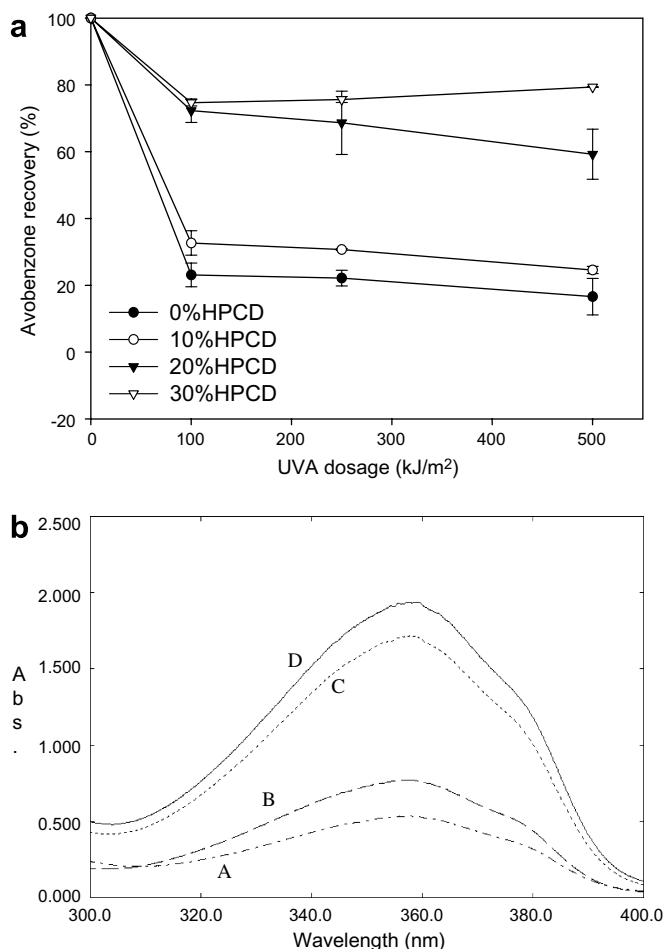 a
100
80
60
40
20
0
-20
Avobenzone recovery (%)
0%HPCD
10%HPCD
20%HPCD
30%HPCD
0 100 200 300 400 500
UVA dosage (kJ/m²)
b
2.500
2.000
1.500
1.000
0.500
0.000
Abs.
D
C
B
A
300.0 320.0 340.0 360.0 380.0 400.0
Wavelength (nm)